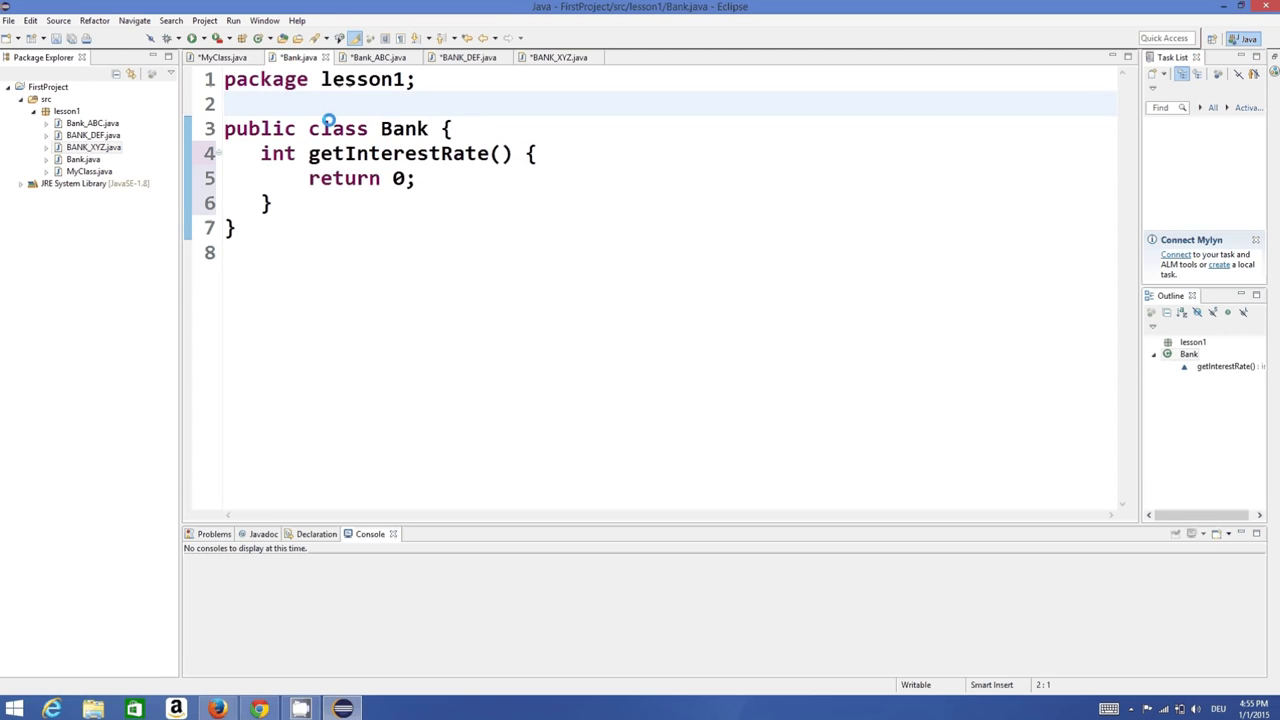 Java - FirstProject/src/lesson1/Bank.java - Eclipse
File Edit Source Refactor Navigate Search Project Run Window Help
Quick Access
Java
Package Explorer
FirstProject
src
lesson1
Bank_ABC.java
BANK_DEF.java
BANK_XYZ.java
Bank.java
MyClass.java
JRE System Library [JavaSE-1.8]
*MyClass.java *Bank.java *Bank_ABC.java *BANK_DEF.java *BANK_XYZ.java
1 package lesson1;
2
3 public class Bank {
4 int getInterestRate() {
5 return 0;
6 }
7 }
8
Task List
Find All Activa...
Connect Mylyn
Connect to your task and
ALM tools or create a local
task.
Outline
lesson1
Bank
getInterestRate() : i
Problems Javadoc Declaration Console
No consoles to display at this time.
Writable Smart Insert 2 : 1
DEU
4:55 PM
1/1/2015